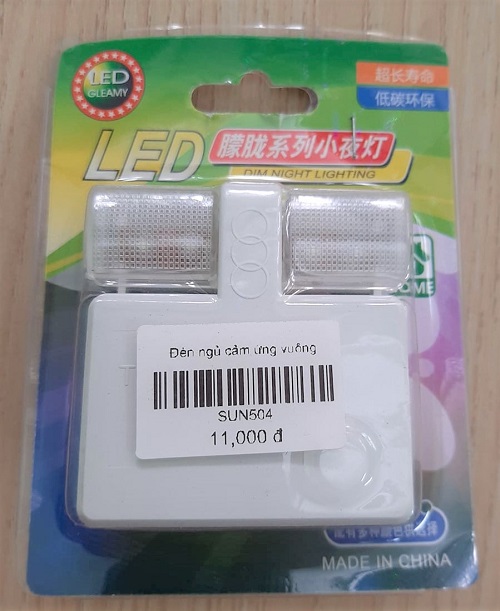 LED
GLEAMY
超长寿命
低碳环保
LED
朦胧系列小夜灯
DIM NIGHT LIGHTING
OME
Đèn ngủ cảm ứng vuông
SUN504
11,000 đ
MADE IN CHINA